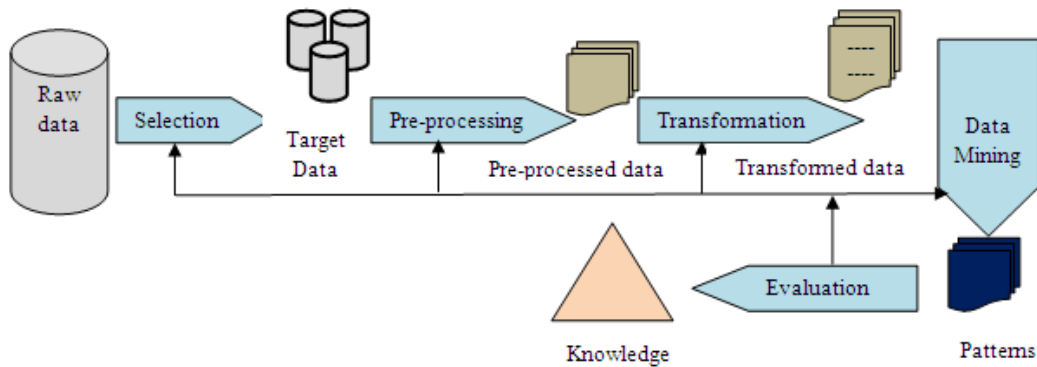 Raw
data
Selection
Target
Data
Pre-processing
Pre-processed data
Transformation
Transformed data
Data
Mining
Patterns
Evaluation
Knowledge